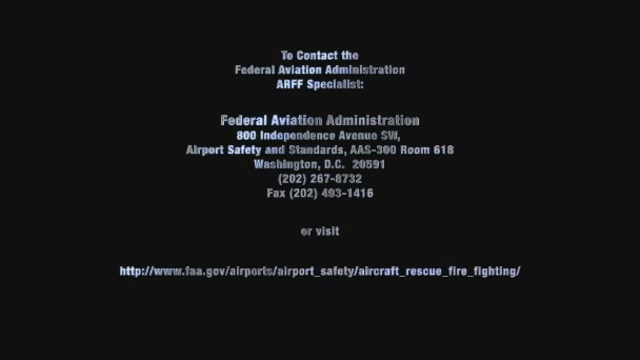 To Contact the
Federal Aviation Administration
ARFF Specialist:
Federal Aviation Administration
800 Independence Avenue SW,
Airport Safety and Standards, AAS-300 Room 618
Washington, D.C. 20591
(202) 267-8732
Fax (202) 493-1416
or visit
http://www.faa.gov/airports/airport_safety/aircraft_rescue_fire_fighting/